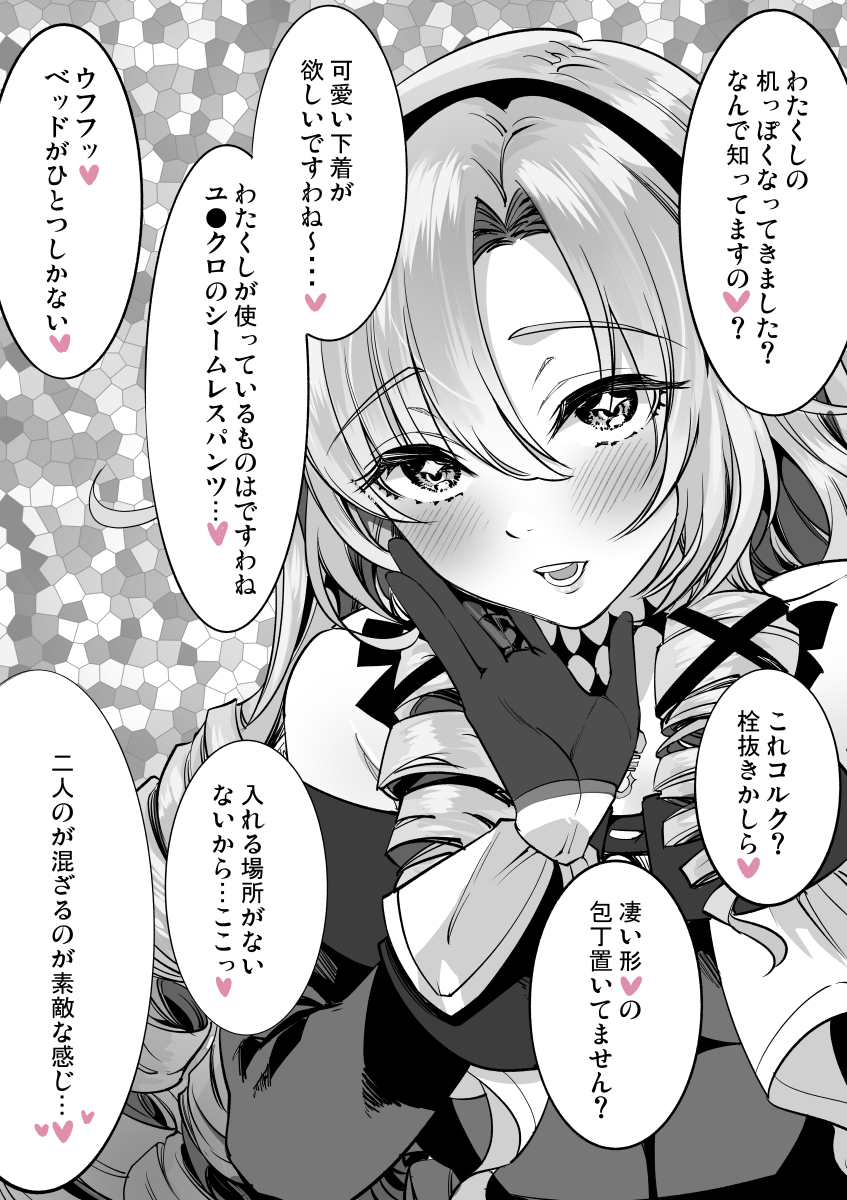 わたくしの
机っぽくなってきました？
なんで知ってますの♥？
可愛い下着が
欲しいですわね～・・・♥
わたくしが使っているものはですわね
ユ●クロのシームレスパンツ…♥
ウフフッ♥
ベッドがひとつしかない♥
これコルク？
栓抜きかしら♥
凄い形♥の
包丁置いてません？
入れる場所がない
ないから…ここっ♥
二人のが混ざるのが素敵な感じ…♥♥♥